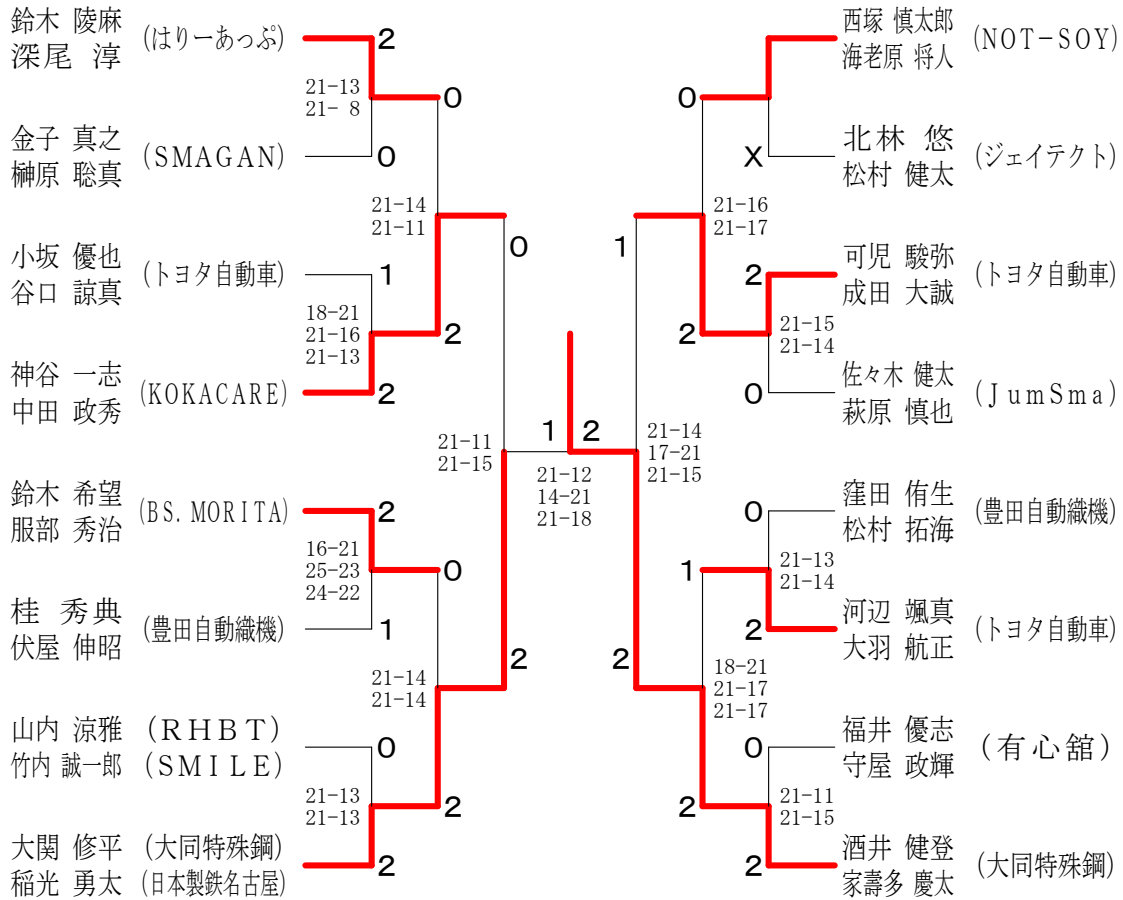 鈴木 陵麻
深尾 淳
(はりーあっぷ)
2
21-13
21- 8
0
金子 真之
榊原 聡真
(SMAGAN)
0
21-14
21-11
0
小坂 優也
谷口 諒真
(トヨタ自動車)
1
18-21
21-16
21-13
2
神谷 一志
中田 政秀
(KOKACARE)
2
21-11
21-15
鈴木 希望
服部 秀治
(BS.MORITA)
2
16-21
25-23
24-22
0
桂 秀典
伏屋 伸昭
(豊田自動織機)
1
21-14
21-14
2
山内 涼雅
竹内 誠一郎
(RHBT)
(SMILE)
0
21-13
21-13
2
大関 修平
稲光 勇太
(大同特殊鋼)
(日本製鉄名古屋)
2
1
2
21-12
14-21
21-18
西塚 慎太郎
海老原 将人
(NOT-SOY)
0
北林 悠
松村 健太
(ジェイテクト)
X
21-16
21-17
1
可児 駿弥
成田 大誠
(トヨタ自動車)
2
21-15
21-14
2
佐々木 健太
萩原 慎也
(JumSma)
0
21-14
17-21
21-15
窪田 侑生
松村 拓海
(豊田自動織機)
0
21-13
21-14
1
河辺 颯真
大羽 航正
(トヨタ自動車)
2
18-21
21-17
21-17
2
福井 優志
守屋 政輝
(有心舘)
0
21-11
21-15
2
酒井 健登
家壽多 慶太
(大同特殊鋼)
2